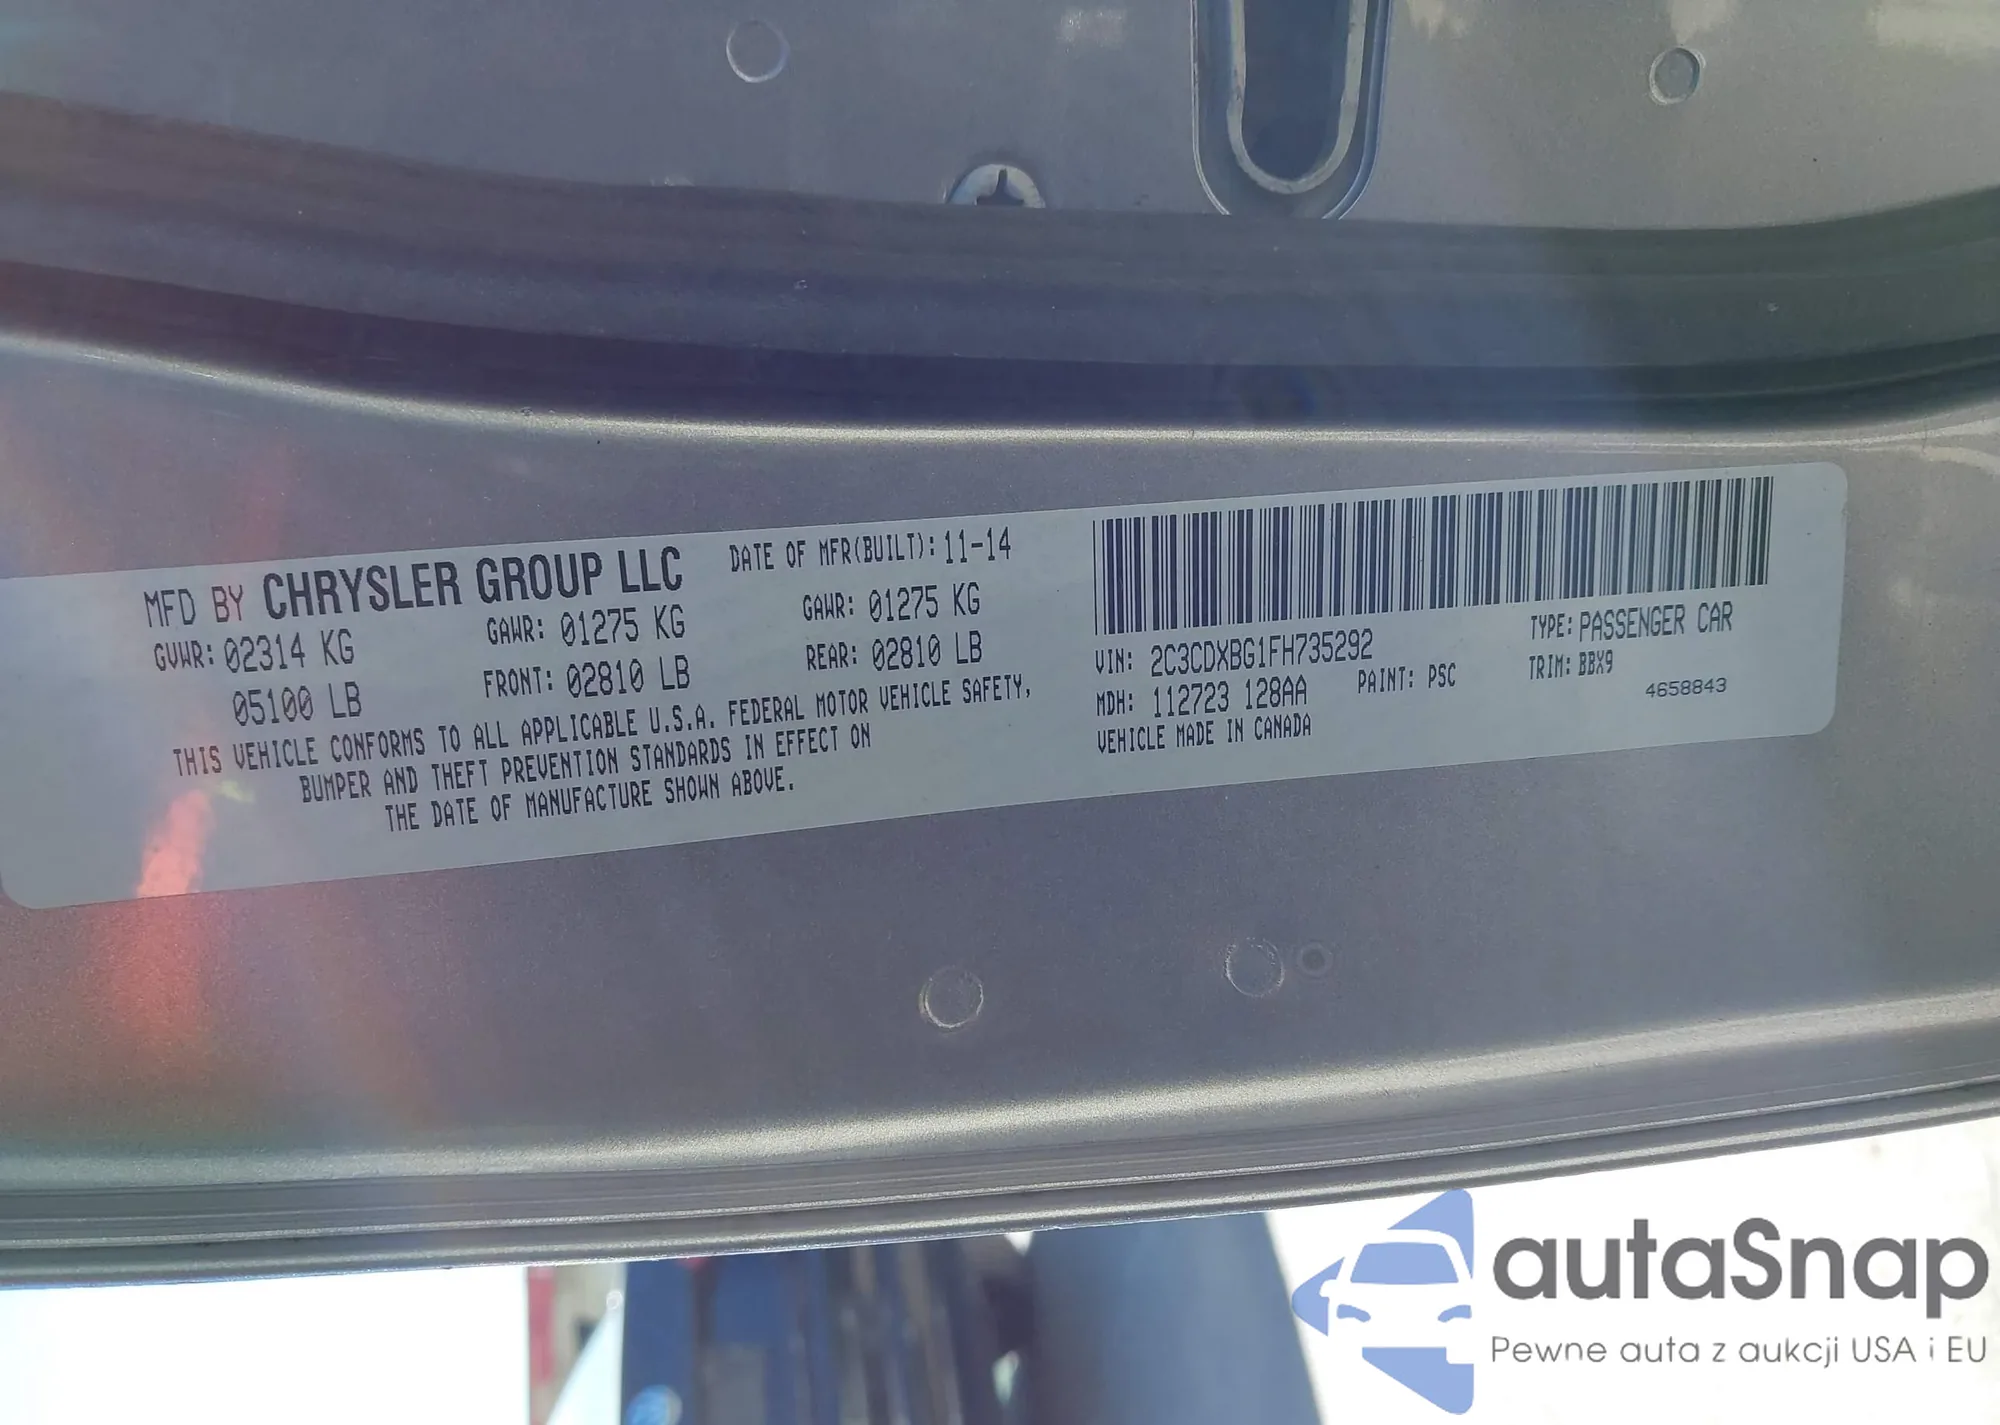 MFD BY CHRYSLER GROUP LLC DATE OF MFR(BUILT): 11-14
GVWR: 02314 KG GAWR: 01275 KG GAWR: 01275 KG
05100 LB FRONT: 02810 LB REAR: 02810 LB
THIS VEHICLE CONFORMS TO ALL APPLICABLE U.S.A. FEDERAL MOTOR VEHICLE SAFETY,
BUMPER AND THEFT PREVENTION STANDARDS IN EFFECT ON
THE DATE OF MANUFACTURE SHOWN ABOVE.
VIN: 2C3CDXBG1FH735292 TYPE: PASSENGER CAR
MDH: 112723 128AA PAINT: PSC TRIM: BBX9
VEHICLE MADE IN CANADA 4658843
autaSnap
Pewne auta z aukcji USA i EU